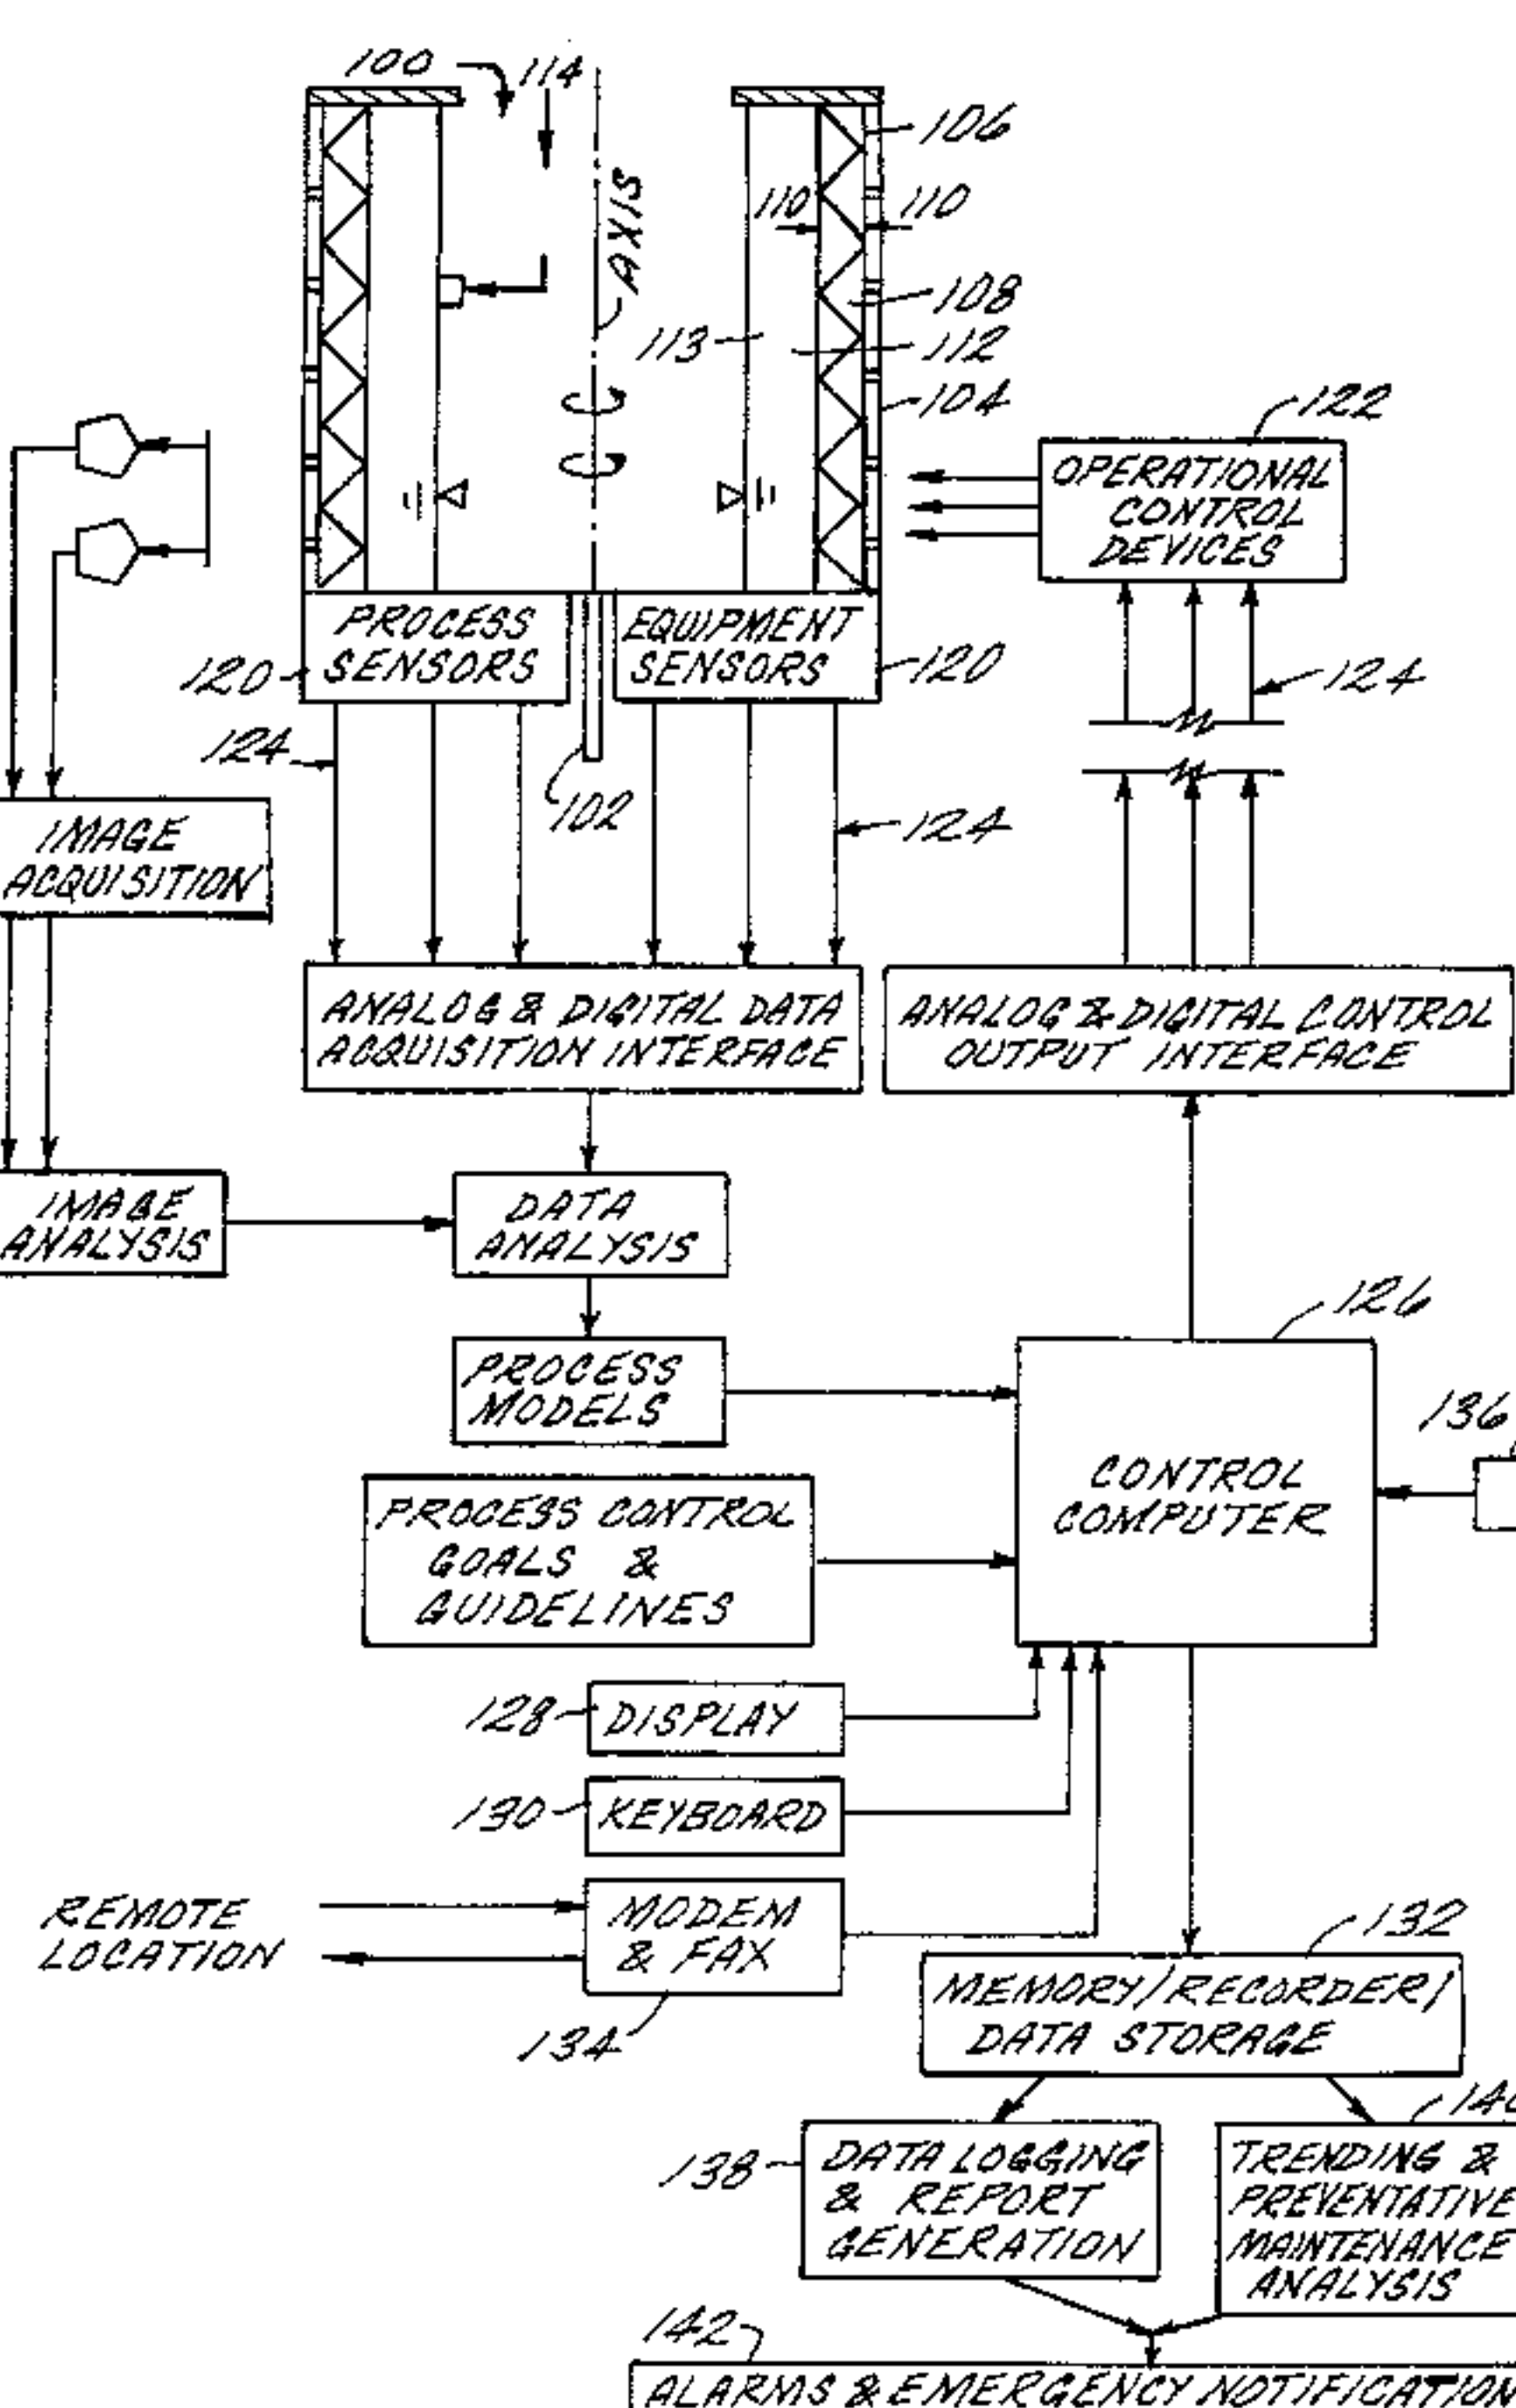 100
114
106
AXIS
110
110
108
113
112
104
122
OPERATIONAL
CONTROL
DEVICES
PROCESS
SENSORS
EQUIPMENT
SENSORS
120
120
124
124
102
124
IMAGE
ACQUISITION
ANALOG & DIGITAL DATA
ACQUISITION INTERFACE
ANALOG & DIGITAL CONTROL
OUTPUT INTERFACE
IMAGE
ANALYSIS
DATA
ANALYSIS
126
PROCESS
MODELS
136
CONTROL
COMPUTER
PROCESS CONTROL
GOALS &
GUIDELINES
128
DISPLAY
130
KEYBOARD
REMOTE
LOCATION
MODEM
& FAX
132
134
MEMORY/RECORDER/
DATA STORAGE
138
DATA LOGGING
& REPORT
GENERATION
TRENDING &
PREVENTATIVE
MAINTENANCE
ANALYSIS
142
ALARMS & EMERGENCY NOTIFICATION